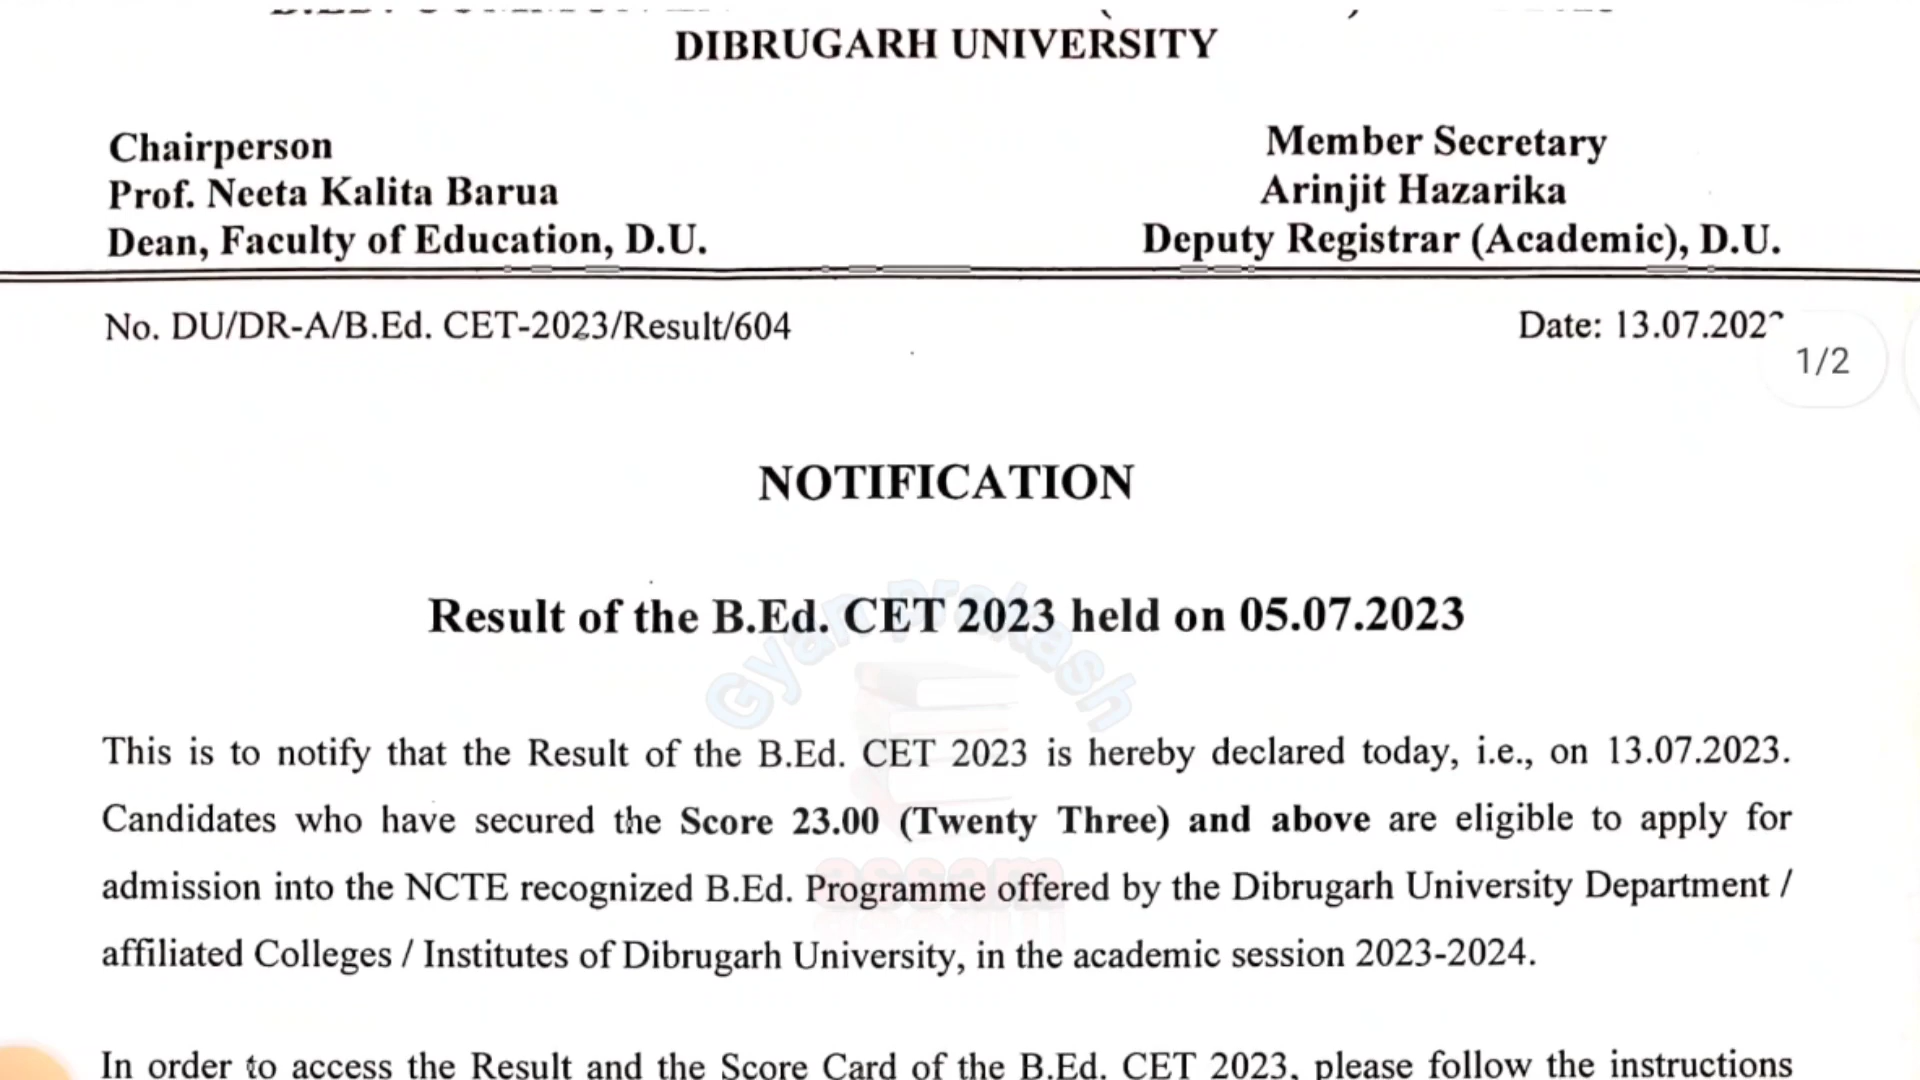 DIBRUGARH UNIVERSITY
Chairperson
Member Secretary
Prof. Neeta Kalita Barua
Arinjit Hazarika
Dean, Faculty of Education, D.U.
Deputy Registrar (Academic), D.U.
No. DU/DR-A/B.Ed. CET-2023/Result/604
Date: 13.07.202
1/2
NOTIFICATION
Result of the B.Ed. CET 2023 held on 05.07.2023
Gyan prakash
This is to notify that the Result of the B.Ed. CET 2023 is hereby declared today, i.e., on 13.07.2023.
Candidates who have secured the Score 23.00 (Twenty Three) and above are eligible to apply for
assam
admission into the NCTE recognized B.Ed. Programme offered by the Dibrugarh University Department /
affiliated Colleges / Institutes of Dibrugarh University, in the academic session 2023-2024.
In order to access the Result and the Score Card of the B.Ed. CET 2023, please follow the instructions